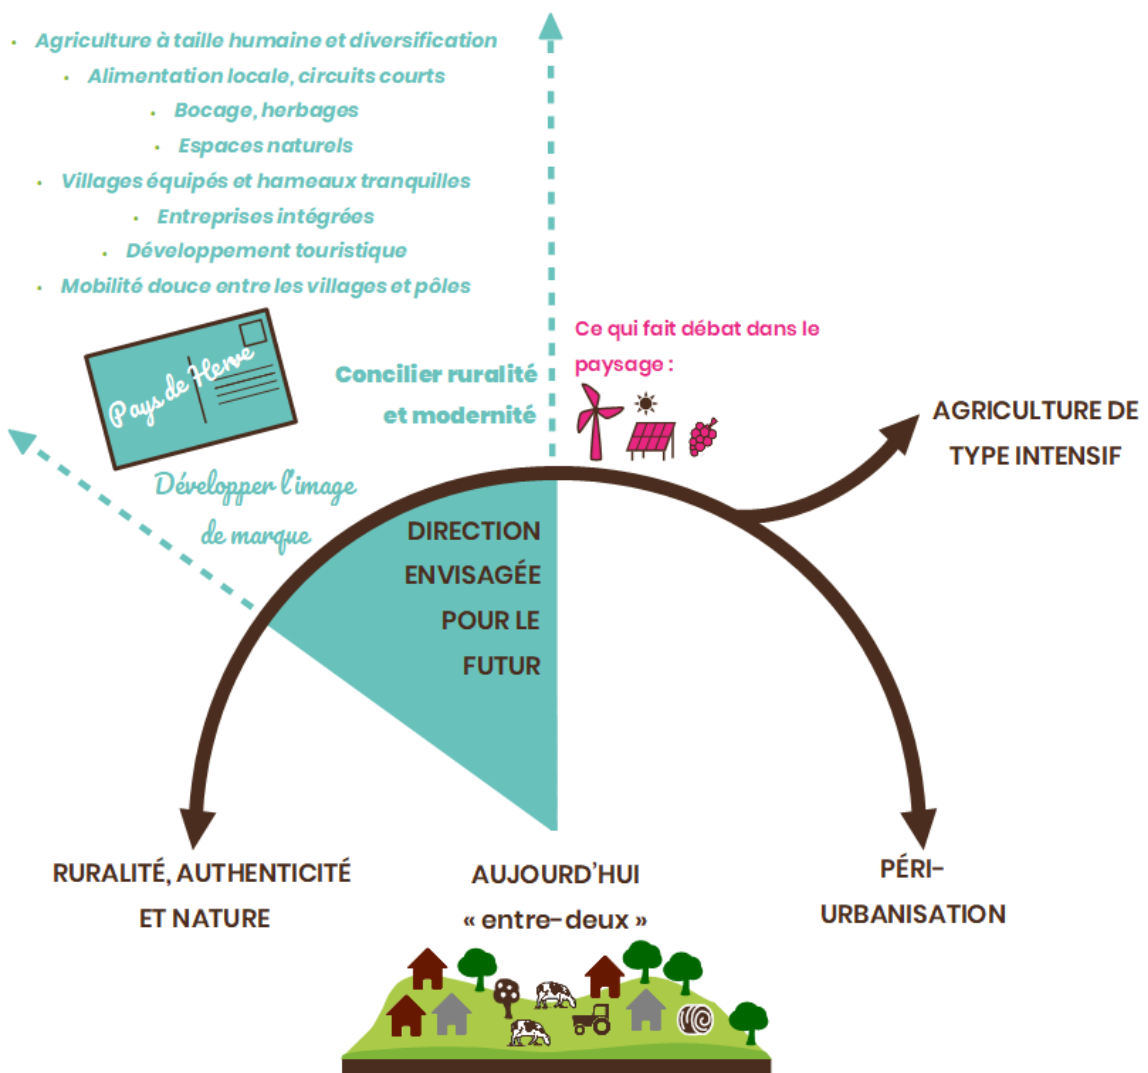 • Agriculture à taille humaine et diversification
• Alimentation locale, circuits courts
• Bocage, herbages
• Espaces naturels
• Villages équipés et hameaux tranquilles
• Entreprises intégrées
• Développement touristique
• Mobilité douce entre les villages et pôles
Pays de Herve
Développer l'image
de marque
Concilier ruralité
et modernité
Ce qui fait débat dans le
paysage :
AGRICULTURE DE
TYPE INTENSIF
DIRECTION
ENVISAGÉE
POUR LE
FUTUR
RURALITÉ, AUTHENTICITÉ
ET NATURE
AUJOURD'HUI
« entre-deux »
PÉRI-
URBANISATION